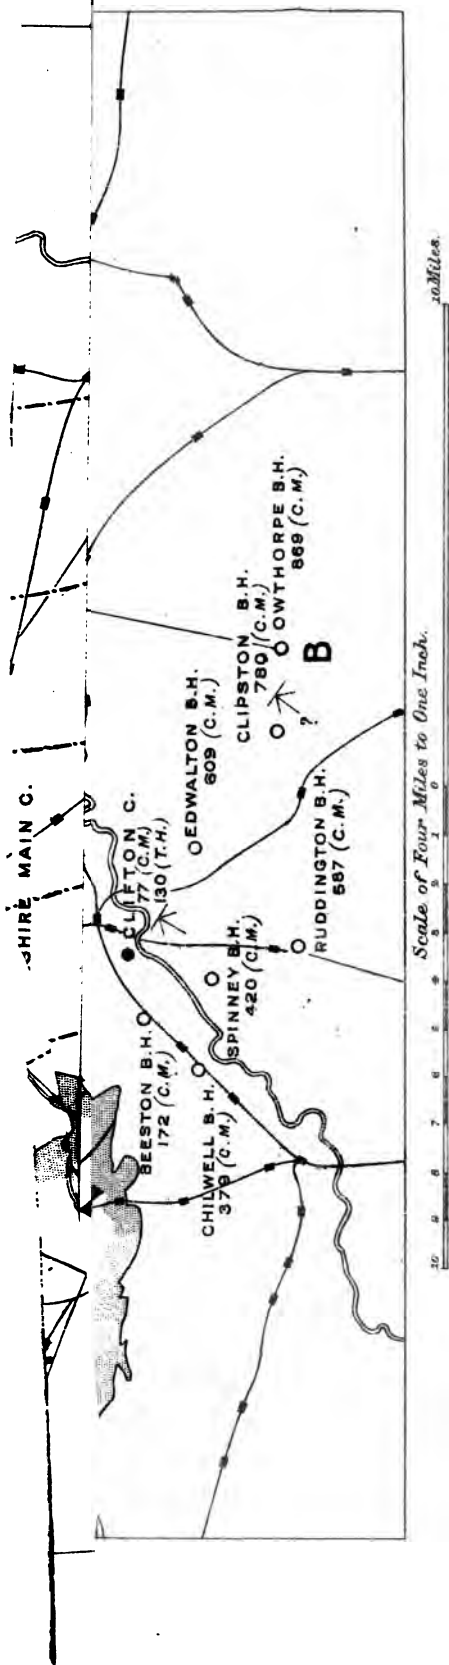 SHIRE MAIN C.
CLIFTON C.
77 (C.M.)
130 (T.H.)
BEESTON B.H.
172 (C.M.)
CHILWELL B.H.
379 (C.M.)
SPINNEY B.H.
420 (C.M.)
EDWALTON B.H.
609 (C.M.)
RUDDINGTON B.H.
587 (C.M.)
CLIPSTON B.H.
780 (C.M.)
?
OWTHORPE B.H.
869 (C.M.)
B
Scale of Four Miles to One Inch.
10 9 8 7 6 5 3 2 1 0 10 Miles.